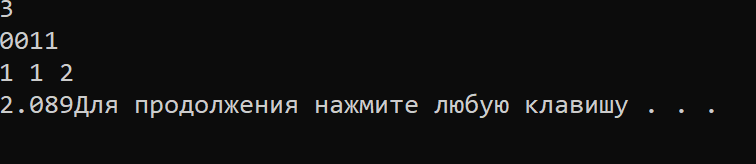 3
0011
1 1 2
2.089Для продолжения нажмите любую клавишу . . .